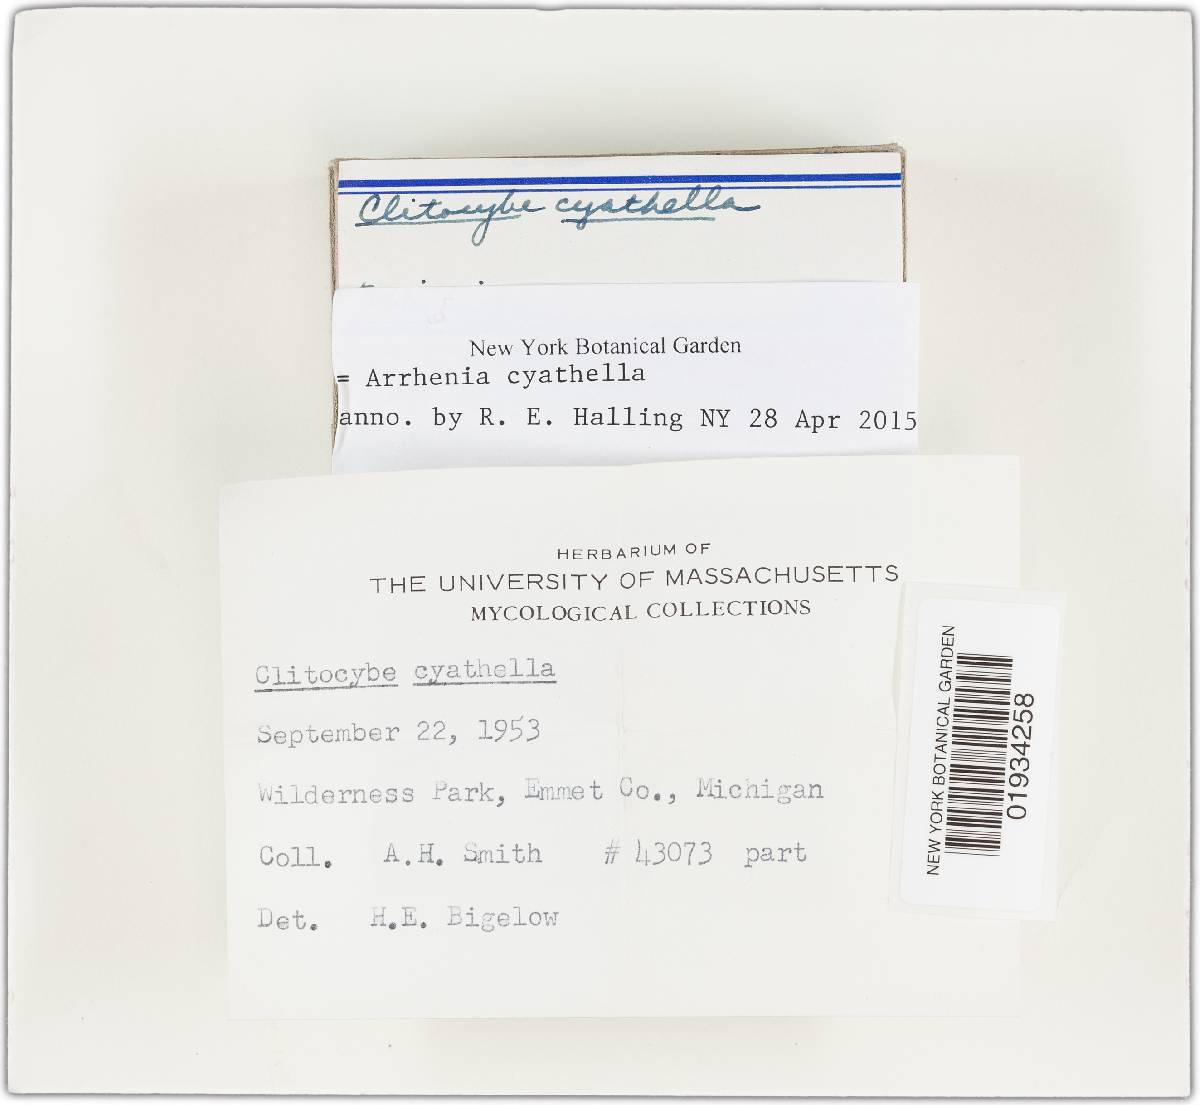 Clitocybe cyathella
New York Botanical Garden
= Arrhenia cyathella
anno. by R. E. Halling NY 28 Apr 2015
HERBARIUM OF
THE UNIVERSITY OF MASSACHUSETTS
MYCOLOGICAL COLLECTIONS
Clitocybe cyathella
September 22, 1953
Wilderness Park, Emmet Co., Michigan
Coll. A.H. Smith # 43073 part
Det. H.E. Bigelow
NEW YORK BOTANICAL GARDEN
01934258